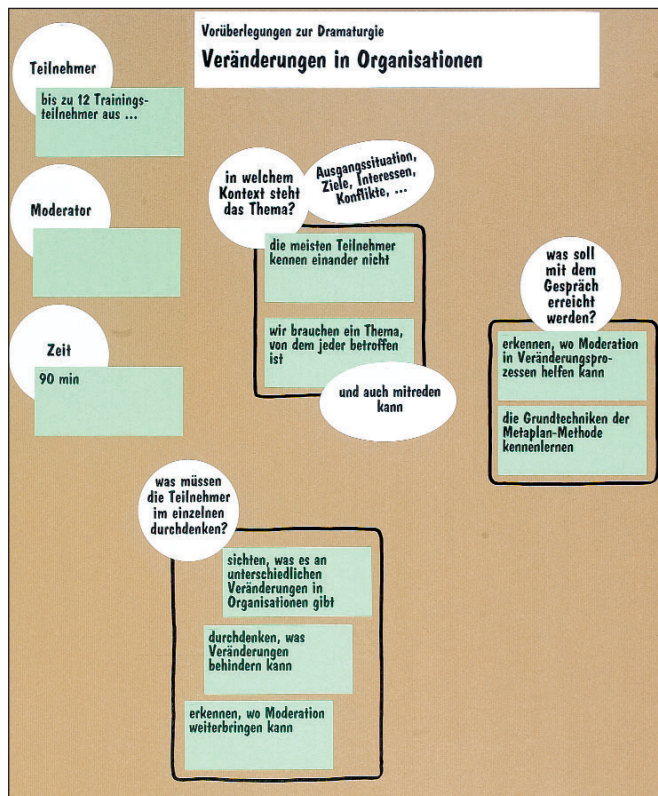 Vorüberlegungen zur Dramaturgie
Veränderungen in Organisationen
Teilnehmer
bis zu 12 Trainings-
teilnehmer aus ...
Moderator
Zeit
90 min
in welchem
Kontext steht
das Thema?
Ausgangssituation,
Ziele, Interessen,
Konflikte, ...
die meisten Teilnehmer
kennen einander nicht
wir brauchen ein Thema,
von dem jeder betroffen
ist
und auch mitreden
kann
was soll
mit dem
Gespräch
erreicht
werden?
erkennen, wo Moderation
in Veränderungspro-
zessen helfen kann
die Grundtechniken der
Metaplan-Methode
kennenlernen
was müssen
die Teilnehmer
im einzelnen
durchdenken?
sichten, was es an
unterschiedlichen
Veränderungen in
Organisationen gibt
durchdenken, was
Veränderungen
behindern kann
erkennen, wo Moderation
weiterbringen kann